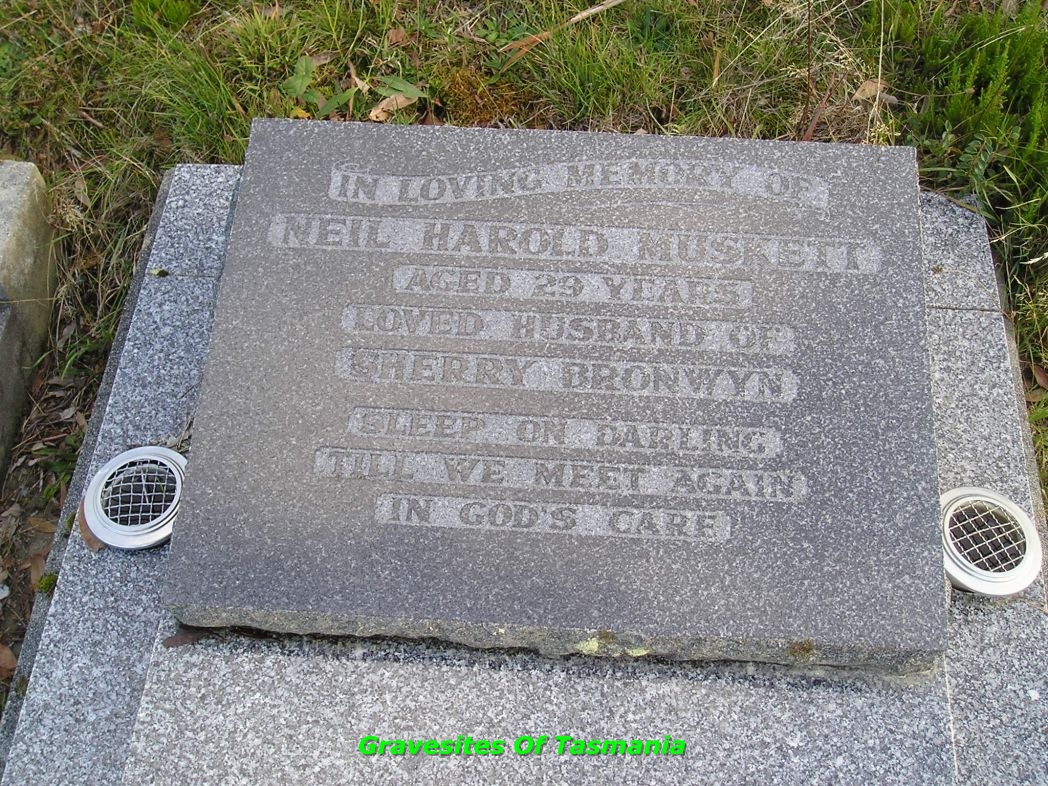 IN LOVING MEMORY OF
NEIL HAROLD MUSKETT
AGED 29 YEARS
LOVED HUSBAND OF
SHERRY BRONWYN
SLEEP ON DARLING
TILL WE MEET AGAIN
IN GOD'S CARE
Gravesites Of Tasmania